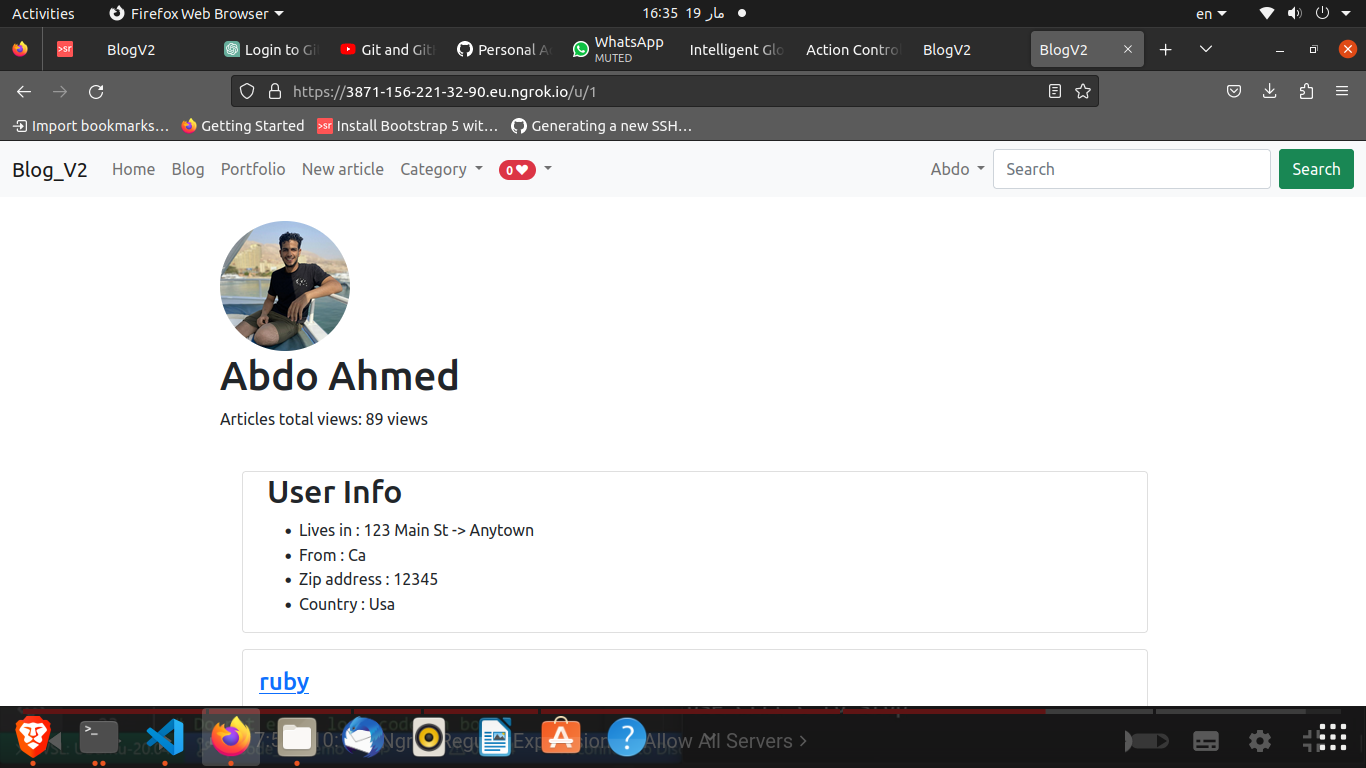 Activities Firefox Web Browser 16:35 19 مار en
BlogV2 Login to Gi YouTube Git and Git Personal Ac WhatsApp MUTED Intelligent Glo Action Contro BlogV2 BlogV2
https://3871-156-221-32-90.eu.ngrok.io/u/1
Import bookmarks… Getting Started Install Bootstrap 5 wit… Generating a new SSH…
Blog_V2 Home Blog Portfolio New article Category 0 Abdo Search Search
Abdo Ahmed
Articles total views: 89 views
User Info
Lives in : 123 Main St -> Anytown
From : Ca
Zip address : 12345
Country : Usa
ruby
Allow All Servers